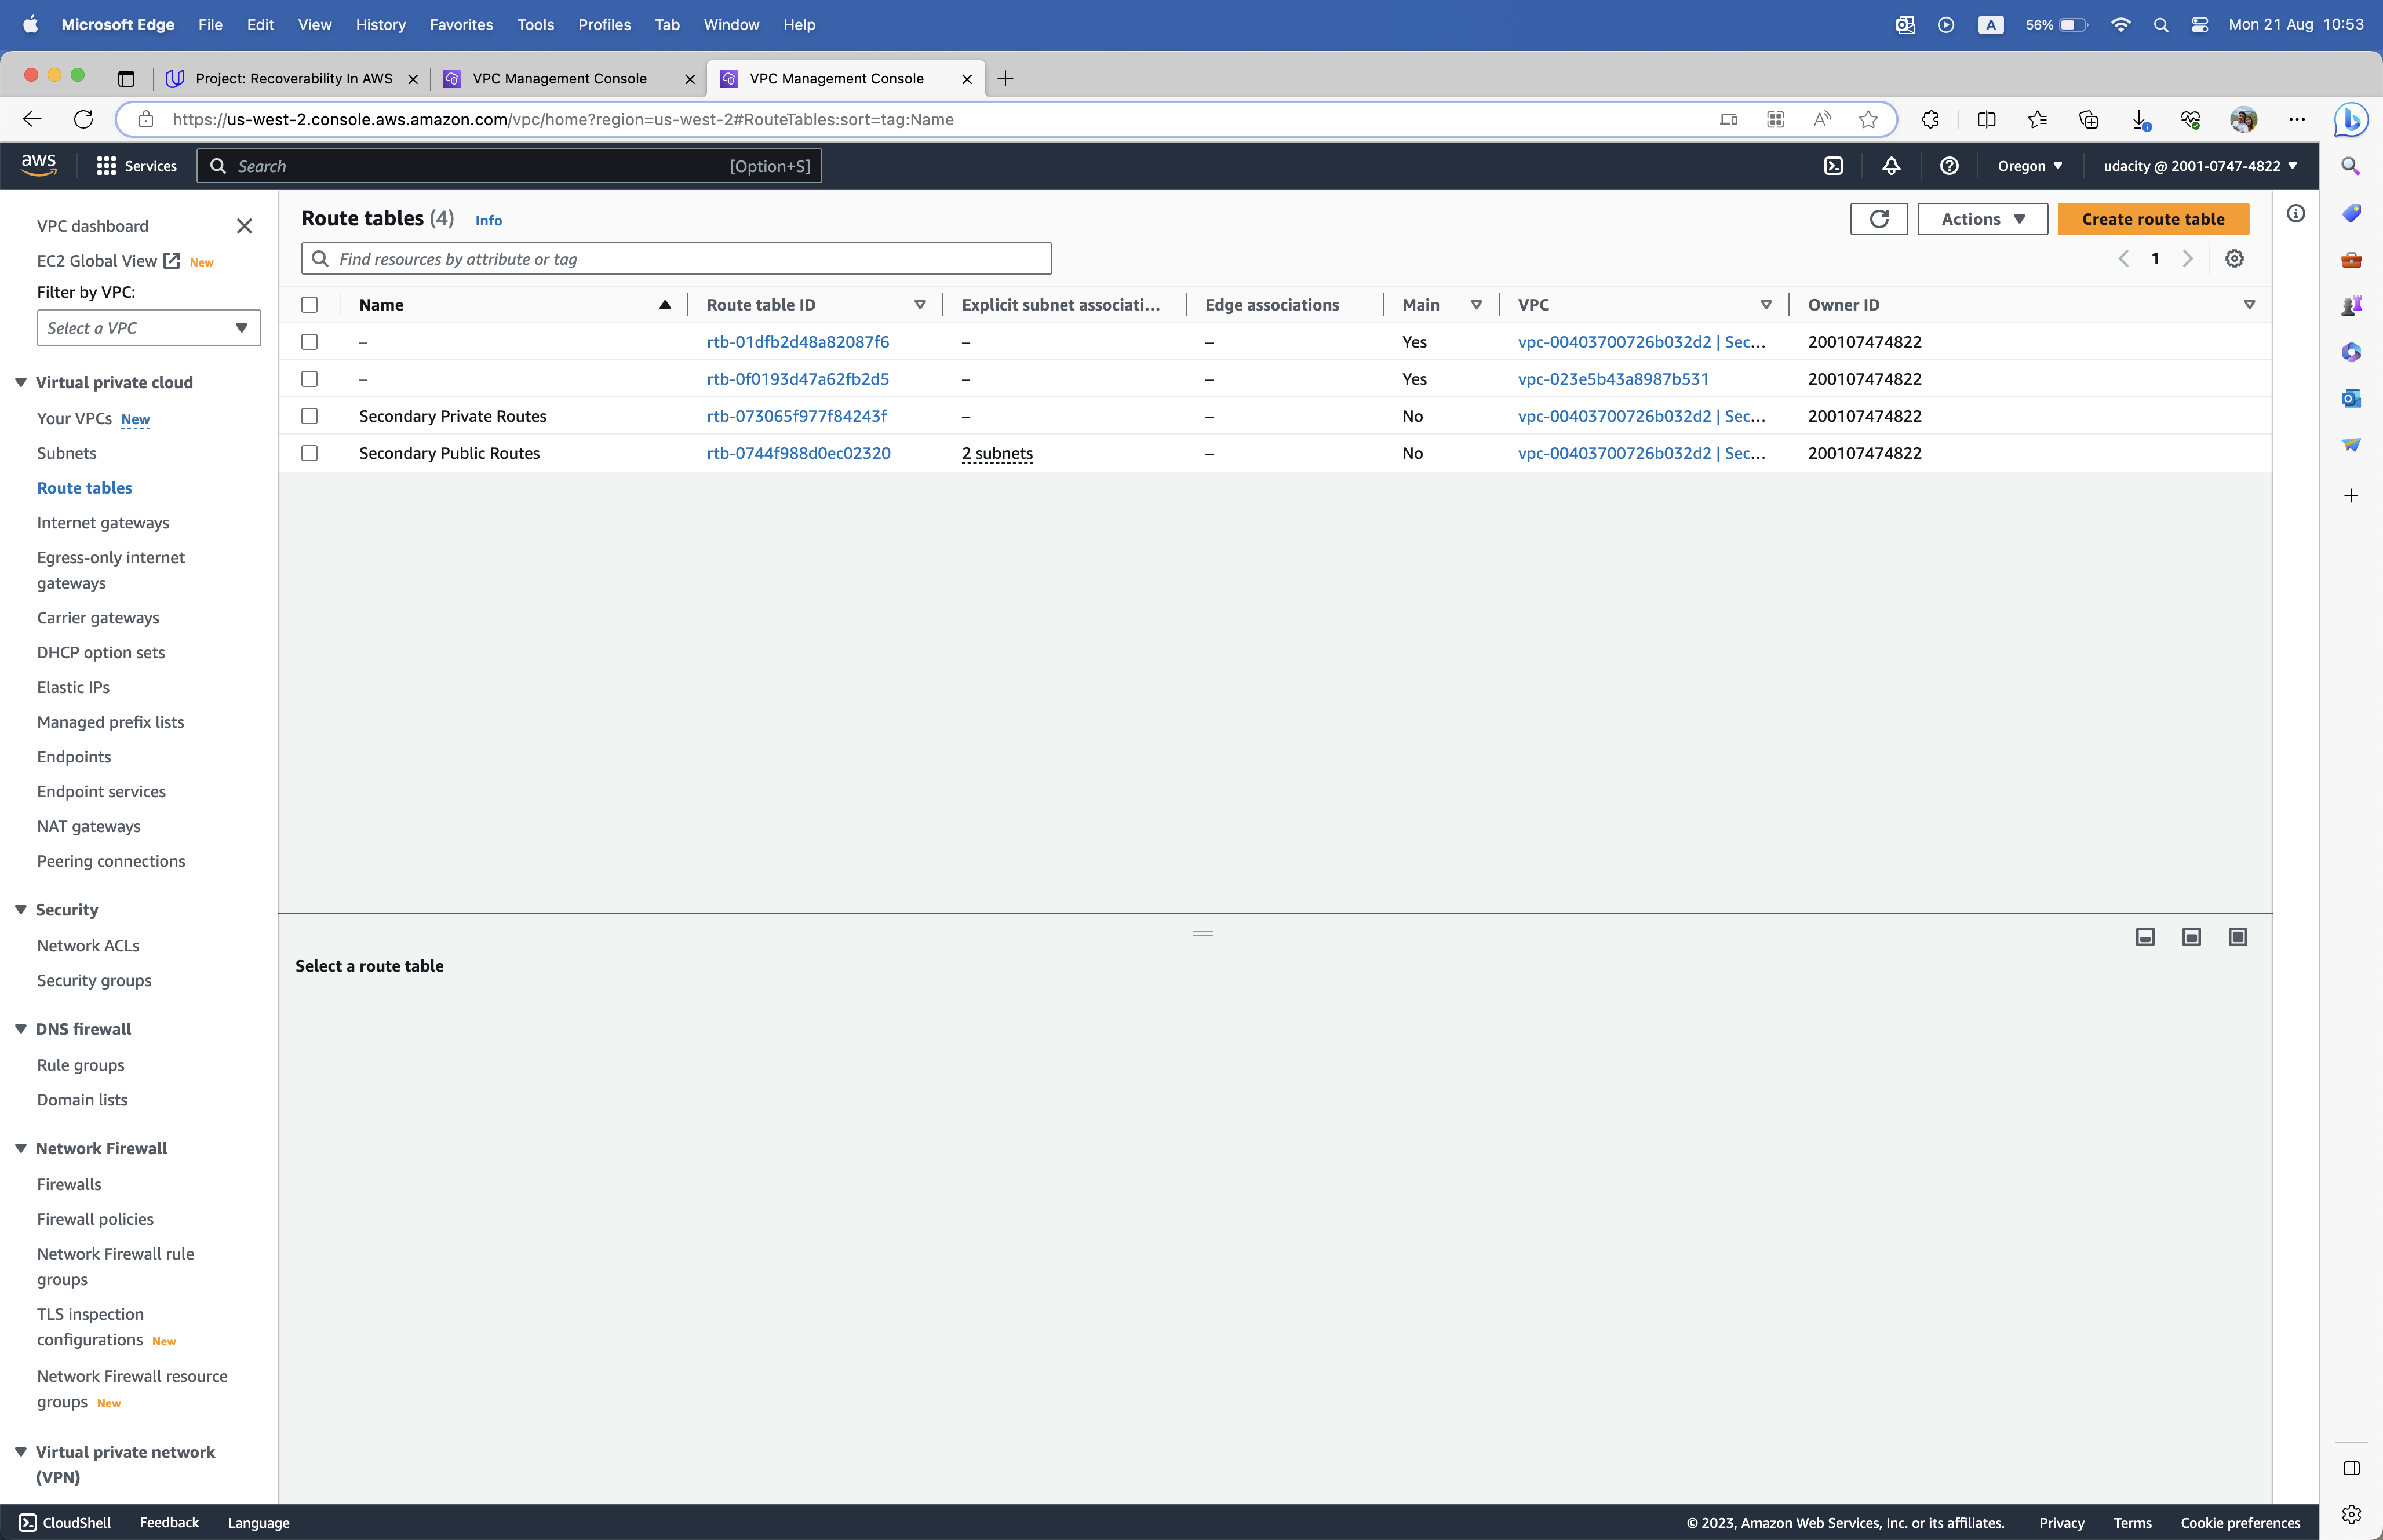 Microsoft Edge File Edit View History Favorites Tools Profiles Tab Window Help A 56% Mon 21 Aug 10:53
Project: Recoverability In AWS VPC Management Console VPC Management Console
https://us-west-2.console.aws.amazon.com/vpc/home?region=us-west-2#RouteTables:sort=tag:Name
aws Services Search [Option+S] Oregon udacity @ 2001-0747-4822
VPC dashboard
EC2 Global View New
Filter by VPC:
Select a VPC
Virtual private cloud
Your VPCs New
Subnets
Route tables
Internet gateways
Egress-only internet
gateways
Carrier gateways
DHCP option sets
Elastic IPs
Managed prefix lists
Endpoints
Endpoint services
NAT gateways
Peering connections
Security
Network ACLs
Security groups
DNS firewall
Rule groups
Domain lists
Network Firewall
Firewalls
Firewall policies
Network Firewall rule
groups
TLS inspection
configurations New
Network Firewall resource
groups New
Virtual private network
(VPN)
Route tables (4) Info
Actions Create route table
Find resources by attribute or tag
1
Name Route table ID Explicit subnet associati... Edge associations Main VPC Owner ID
– rtb-01dfb2d48a82087f6 – – Yes vpc-00403700726b032d2 | Sec... 200107474822
– rtb-0f0193d47a62fb2d5 – – Yes vpc-023e5b43a8987b531 200107474822
Secondary Private Routes rtb-073065f977f84243f – – No vpc-00403700726b032d2 | Sec... 200107474822
Secondary Public Routes rtb-0744f988d0ec02320 2 subnets – No vpc-00403700726b032d2 | Sec... 200107474822
Select a route table
CloudShell Feedback Language © 2023, Amazon Web Services, Inc. or its affiliates. Privacy Terms Cookie preferences